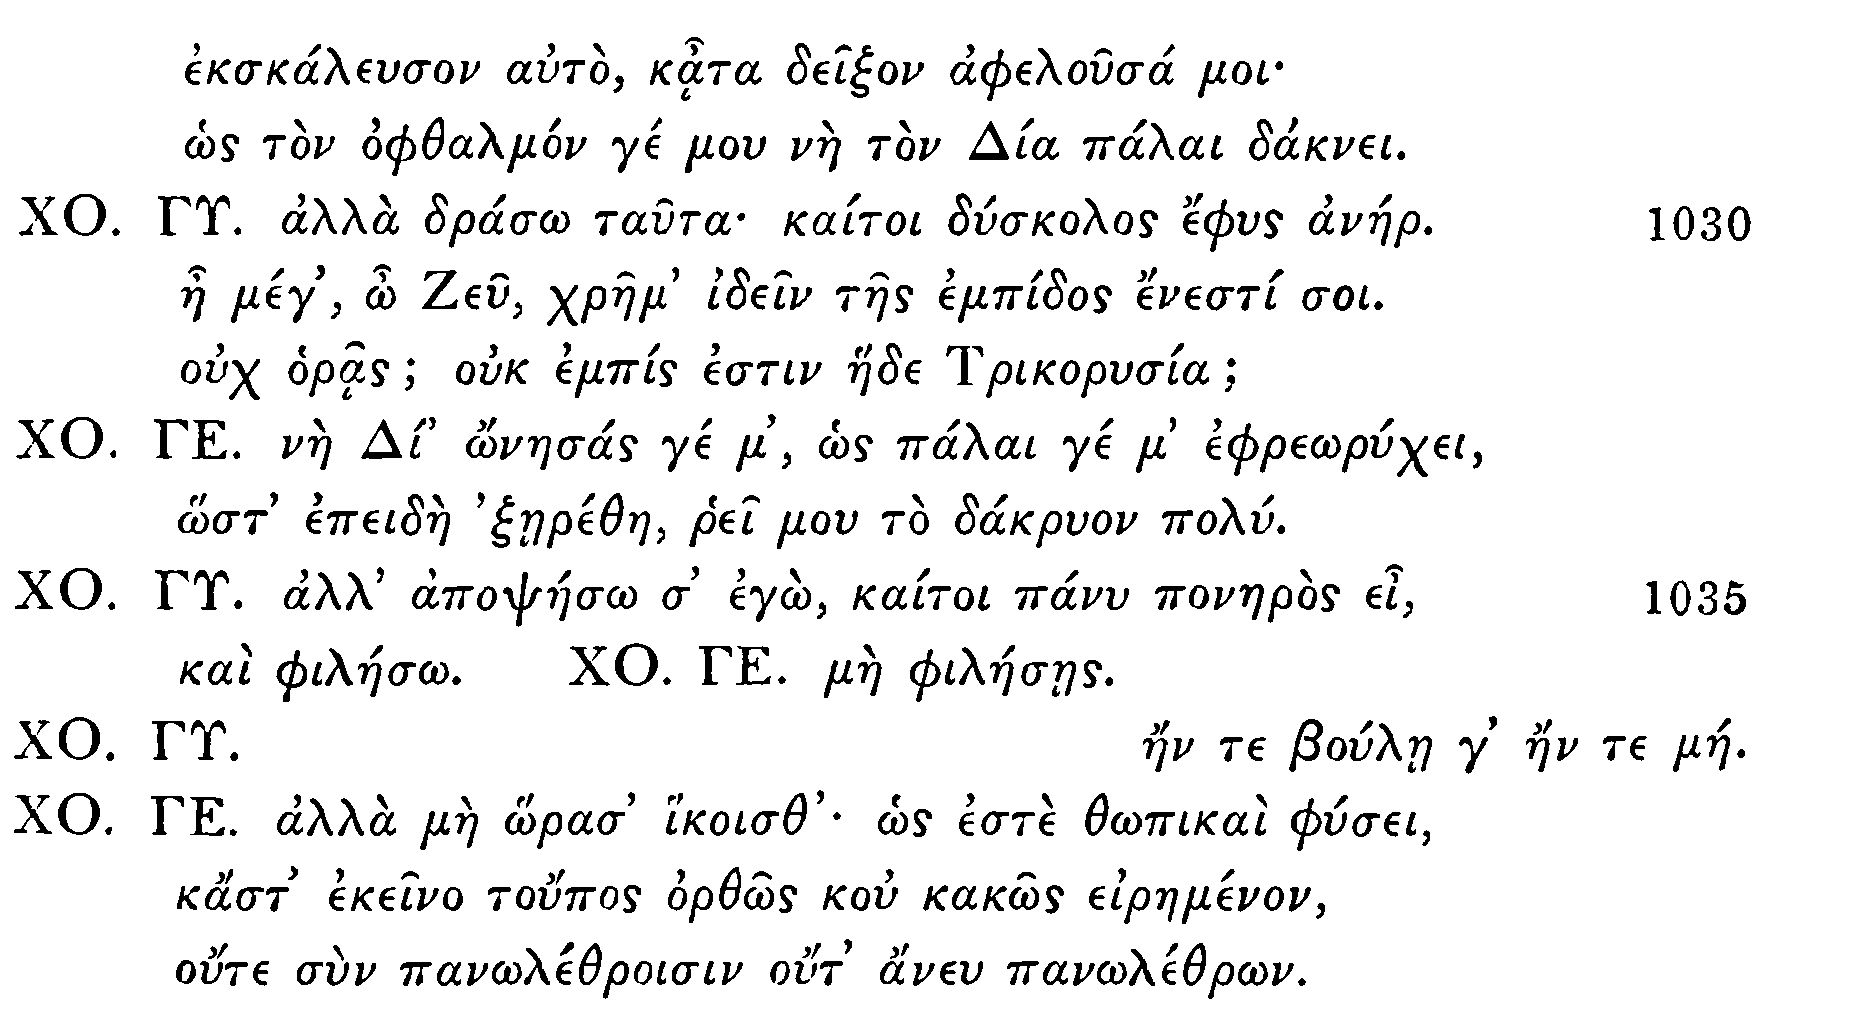 ἐκσκάλευσον αὐτὸ, κᾆτα δεῖξον ἀφελοῦσά μοι·
ὡς τὸν ὀφθαλμόν γέ μου νὴ τὸν Δία πάλαι δάκνει.
ΧΟ. ΓΥ. ἀλλὰ δράσω ταῦτα· καίτοι δύσκολος ἔφυς ἀνήρ. 1030
ἦ μέγ’, ὦ Ζεῦ, χρῆμ’ ἰδεῖν τῆς ἐμπίδος ἔνεστί σοι.
οὐχ ὁρᾷς; οὐκ ἐμπίς ἐστιν ἥδε Τρικορυσία;
ΧΟ. ΓΕ. νὴ Δί’ ὤνησάς γέ μ’, ὡς πάλαι γέ μ’ ἐφρεωρύχει,
ὥστ’ ἐπειδὴ ’ξῃρέθη, ῥεῖ μου τὸ δάκρυον πολύ.
ΧΟ. ΓΥ. ἀλλ’ ἀποψήσω σ’ ἐγὼ, καίτοι πάνυ πονηρὸς εἶ, 1035
καὶ φιλήσω. ΧΟ. ΓΕ. μὴ φιλήσῃς.
ΧΟ. ΓΥ. ἤν τε βούλῃ γ’ ἤν τε μή.
ΧΟ. ΓΕ. ἀλλὰ μὴ ὥρασ’ ἵκοισθ’· ὡς ἐστὲ θωπικαὶ φύσει,
κἄστ’ ἐκεῖνο τοὔπος ὀρθῶς κοὐ κακῶς εἰρημένον,
οὔτε σὺν πανωλέθροισιν οὔτ’ ἄνευ πανωλέθρων.